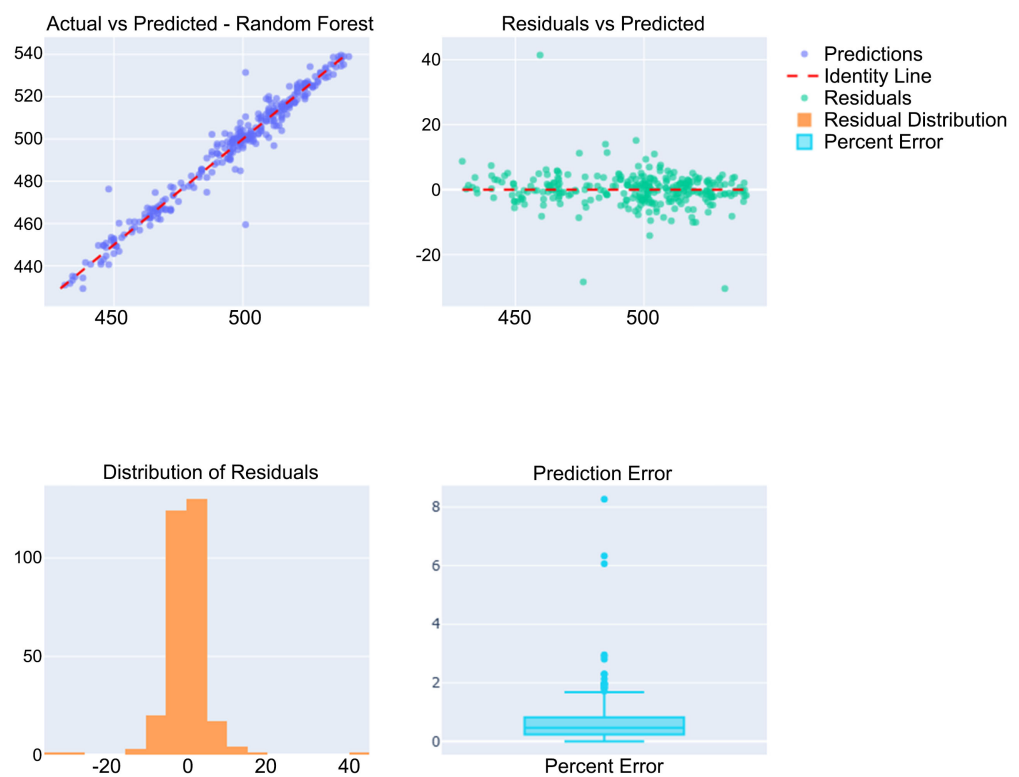 Actual vs Predicted - Random Forest
540
520
500
480
460
440
450
500
Residuals vs Predicted
40
20
0
-20
450
500
Predictions
Identity Line
Residuals
Residual Distribution
Percent Error
Distribution of Residuals
100
50
0
-20
0
20
40
Prediction Error
8
6
4
2
0
Percent Error